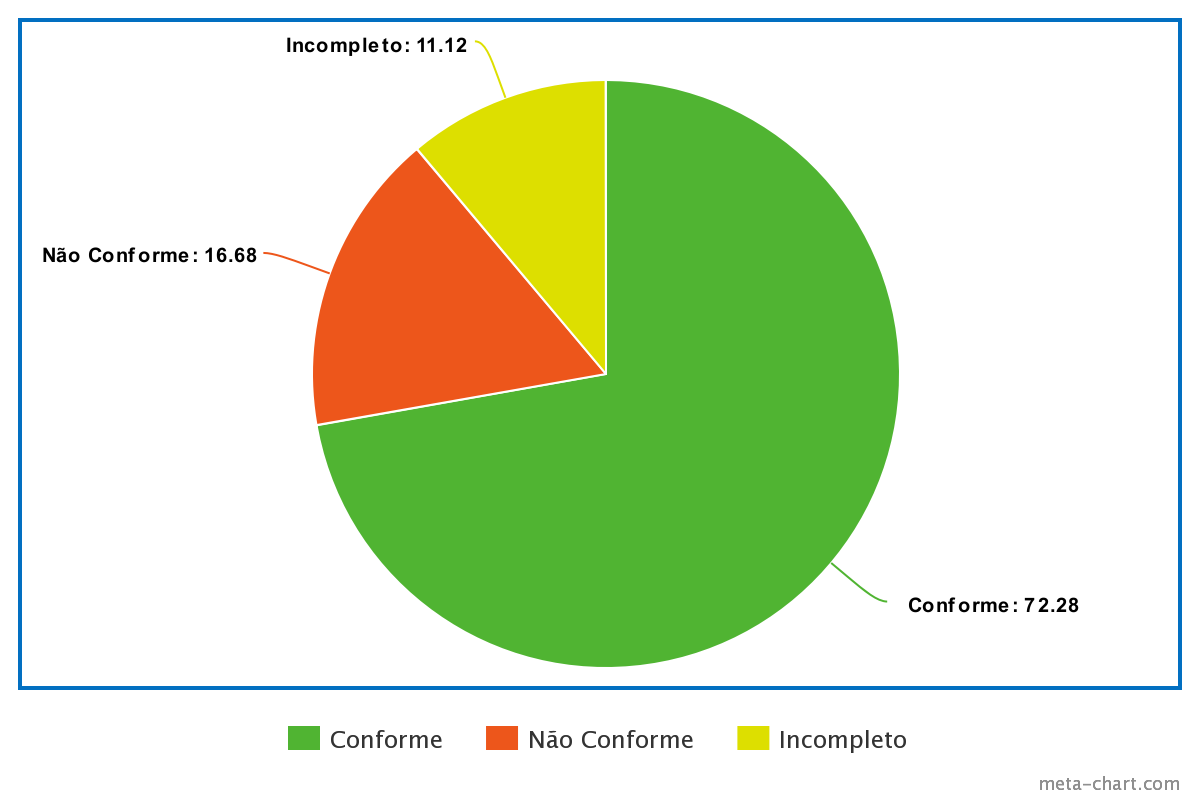 Incompleto: 11.12
Não Conforme: 16.68
Conforme: 72.28
Conforme
Não Conforme
Incompleto
meta-chart.com